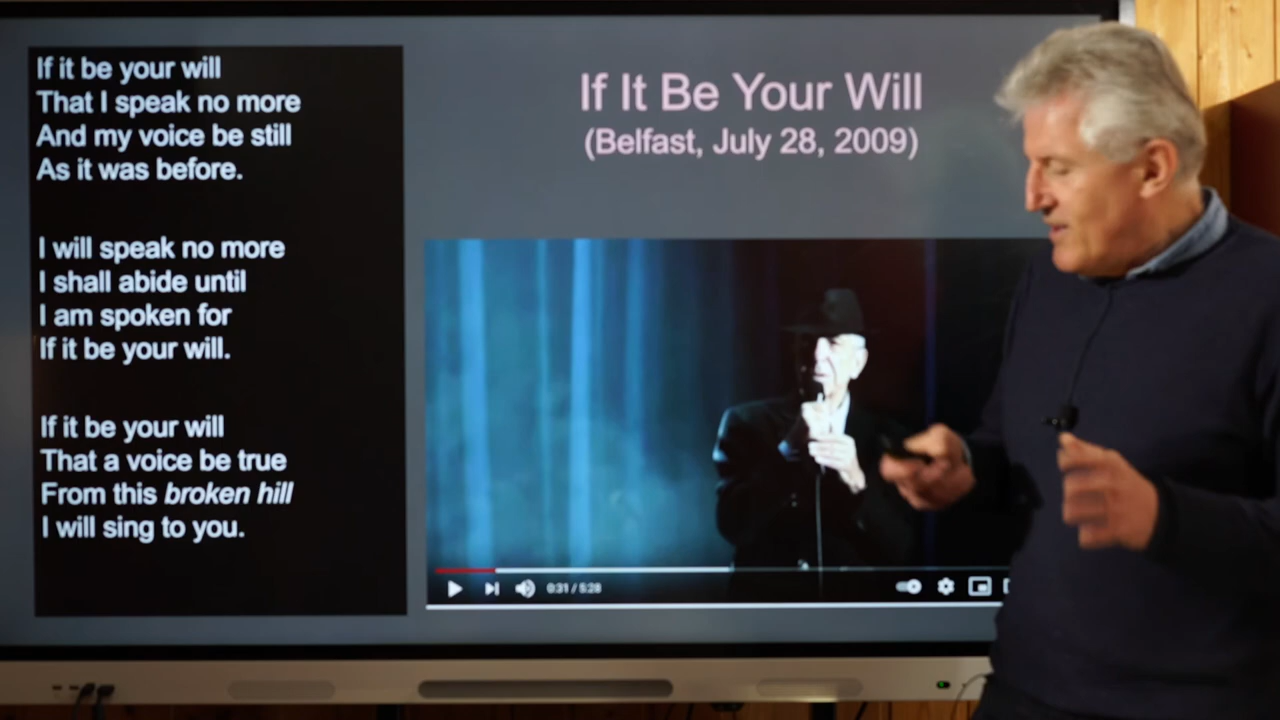 If it be your will
That I speak no more
And my voice be still
As it was before.
I will speak no more
I shall abide until
I am spoken for
If it be your will.
If it be your will
That a voice be true
From this broken hill
I will sing to you.
If It Be Your Will
(Belfast, July 28, 2009)
0:31 / 5:28